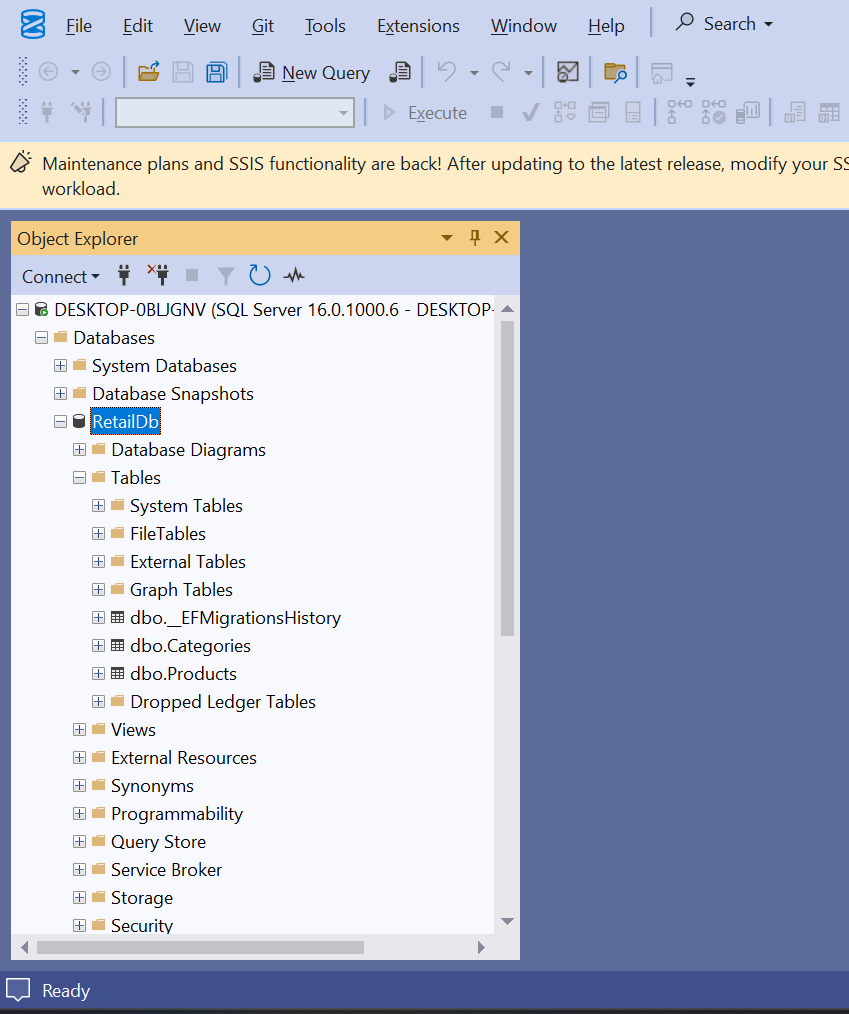 File Edit View Git Tools Extensions Window Help Search
New Query
Execute
Maintenance plans and SSIS functionality are back! After updating to the latest release, modify your SS
workload.
Object Explorer
Connect
DESKTOP-0BLJGNV (SQL Server 16.0.1000.6 - DESKTOP-
Databases
System Databases
Database Snapshots
RetailDb
Database Diagrams
Tables
System Tables
FileTables
External Tables
Graph Tables
dbo.__EFMigrationsHistory
dbo.Categories
dbo.Products
Dropped Ledger Tables
Views
External Resources
Synonyms
Programmability
Query Store
Service Broker
Storage
Security
Ready